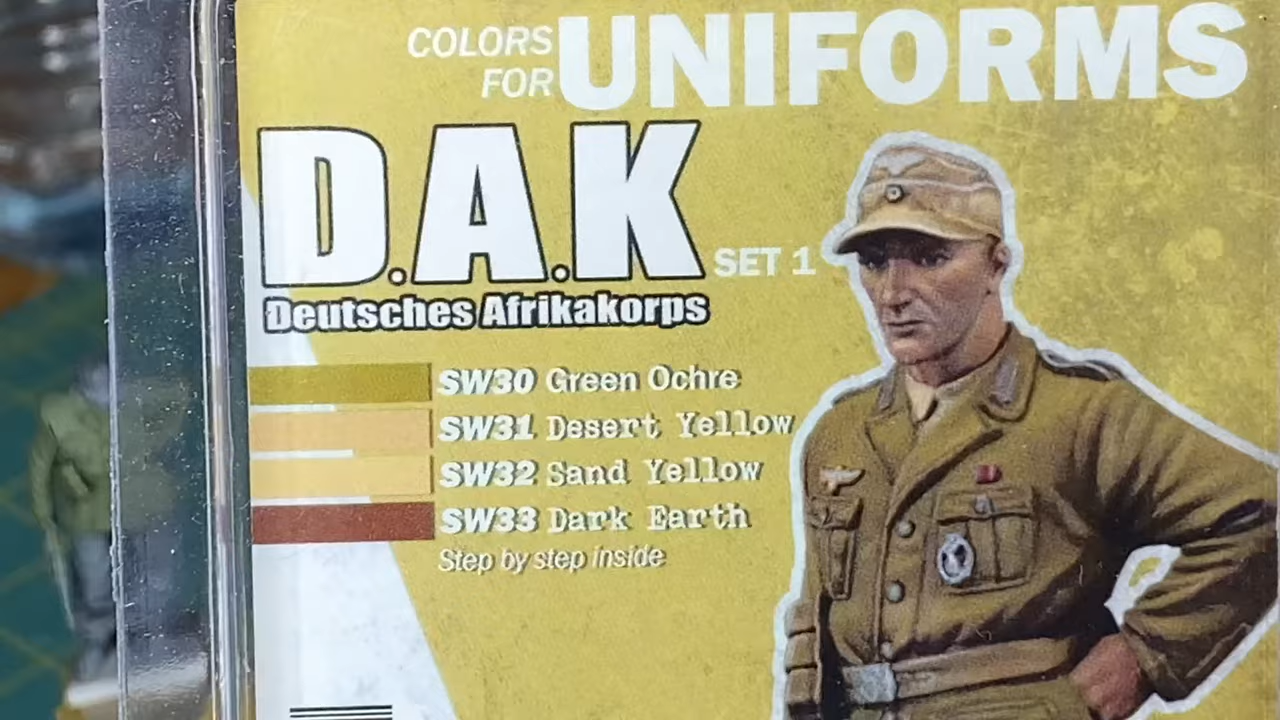 COLORS
FOR UNIFORMS
D.A.K SET 1
Deutsches Afrikakorps
SW30 Green Ochre
SW31 Desert Yellow
SW32 Sand Yellow
SW33 Dark Earth
Step by step inside